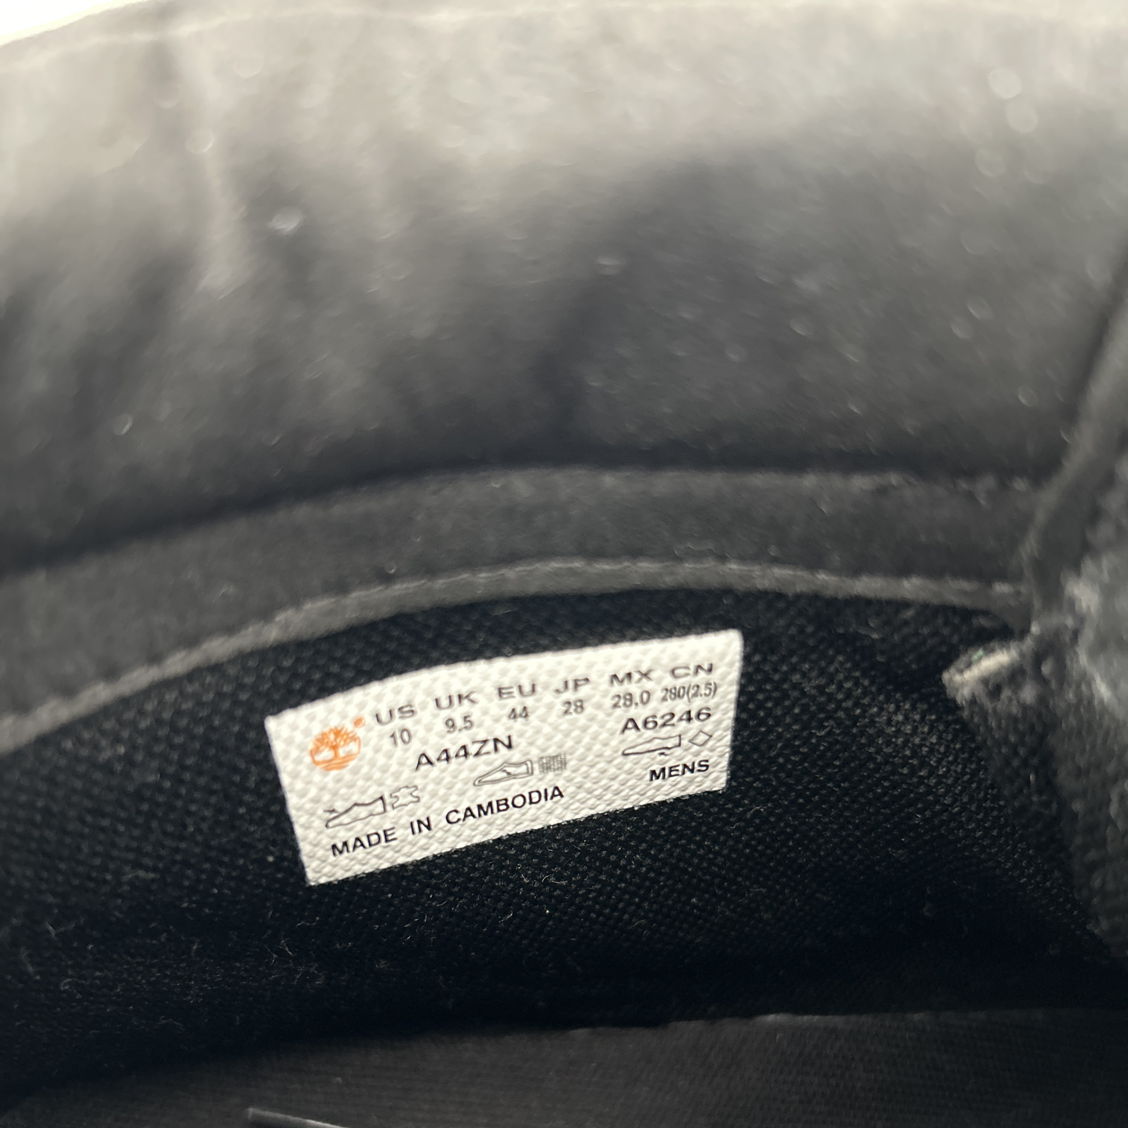 US UK EU JP MX CN
10 9.5 44 28 28.0 280(2.5)
A44ZN A6246
MENS
MADE IN CAMBODIA